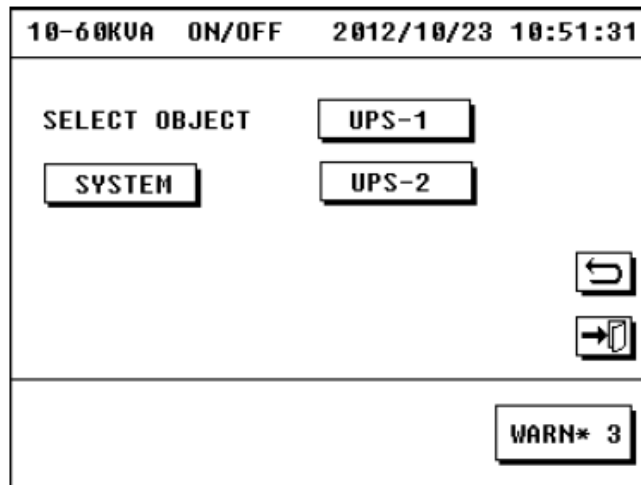 10-60KVA ON/OFF 2012/10/23 10:51:31
SELECT OBJECT UPS-1
SYSTEM UPS-2
WARN* 3